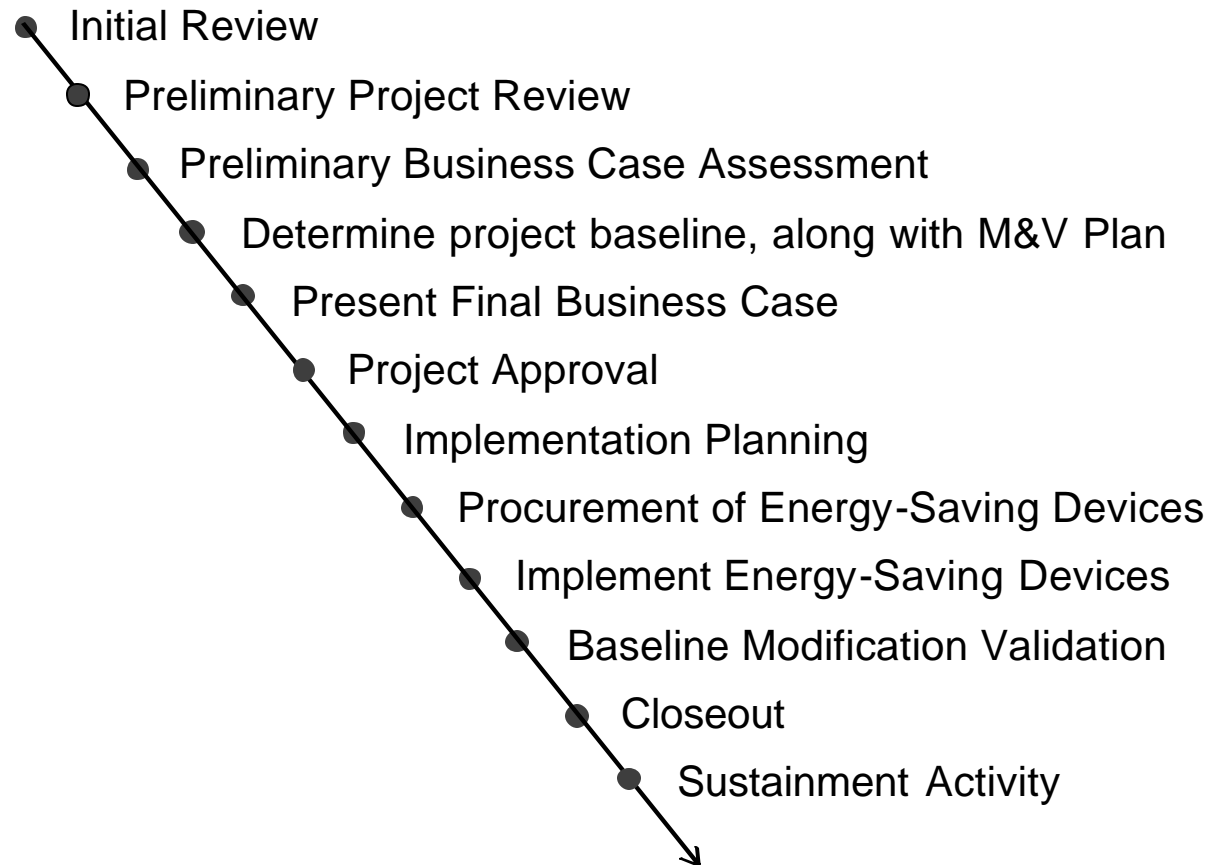 Initial Review
Preliminary Project Review
Preliminary Business Case Assessment
Determine project baseline, along with M&V Plan
Present Final Business Case
Project Approval
Implementation Planning
Procurement of Energy-Saving Devices
Implement Energy-Saving Devices
Baseline Modification Validation
Closeout
Sustainment Activity